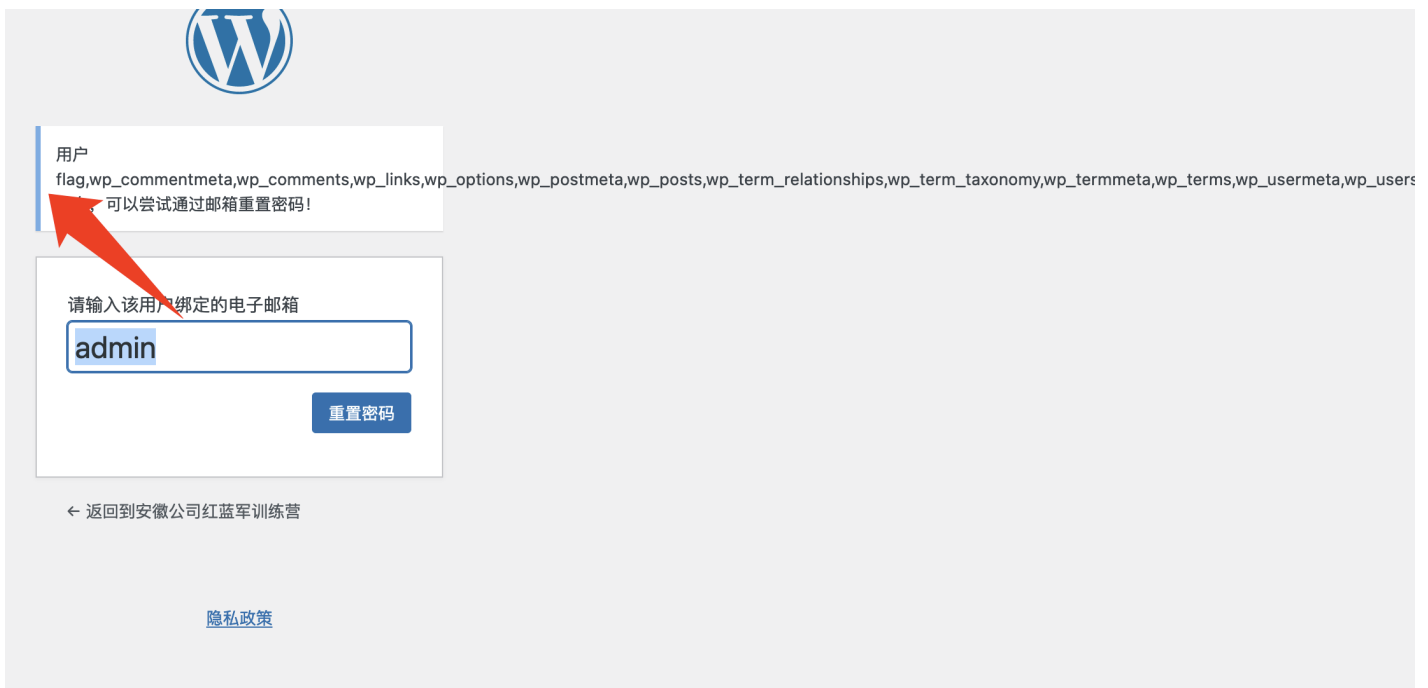 用户
flag,wp_commentmeta,wp_comments,wp_links,wp_options,wp_postmeta,wp_posts,wp_term_relationships,wp_term_taxonomy,wp_termmeta,wp_terms,wp_usermeta,wp_users
可以尝试通过邮箱重置密码!
请输入该用户绑定的电子邮箱
admin
重置密码
← 返回到安徽公司红蓝军训练营
隐私政策